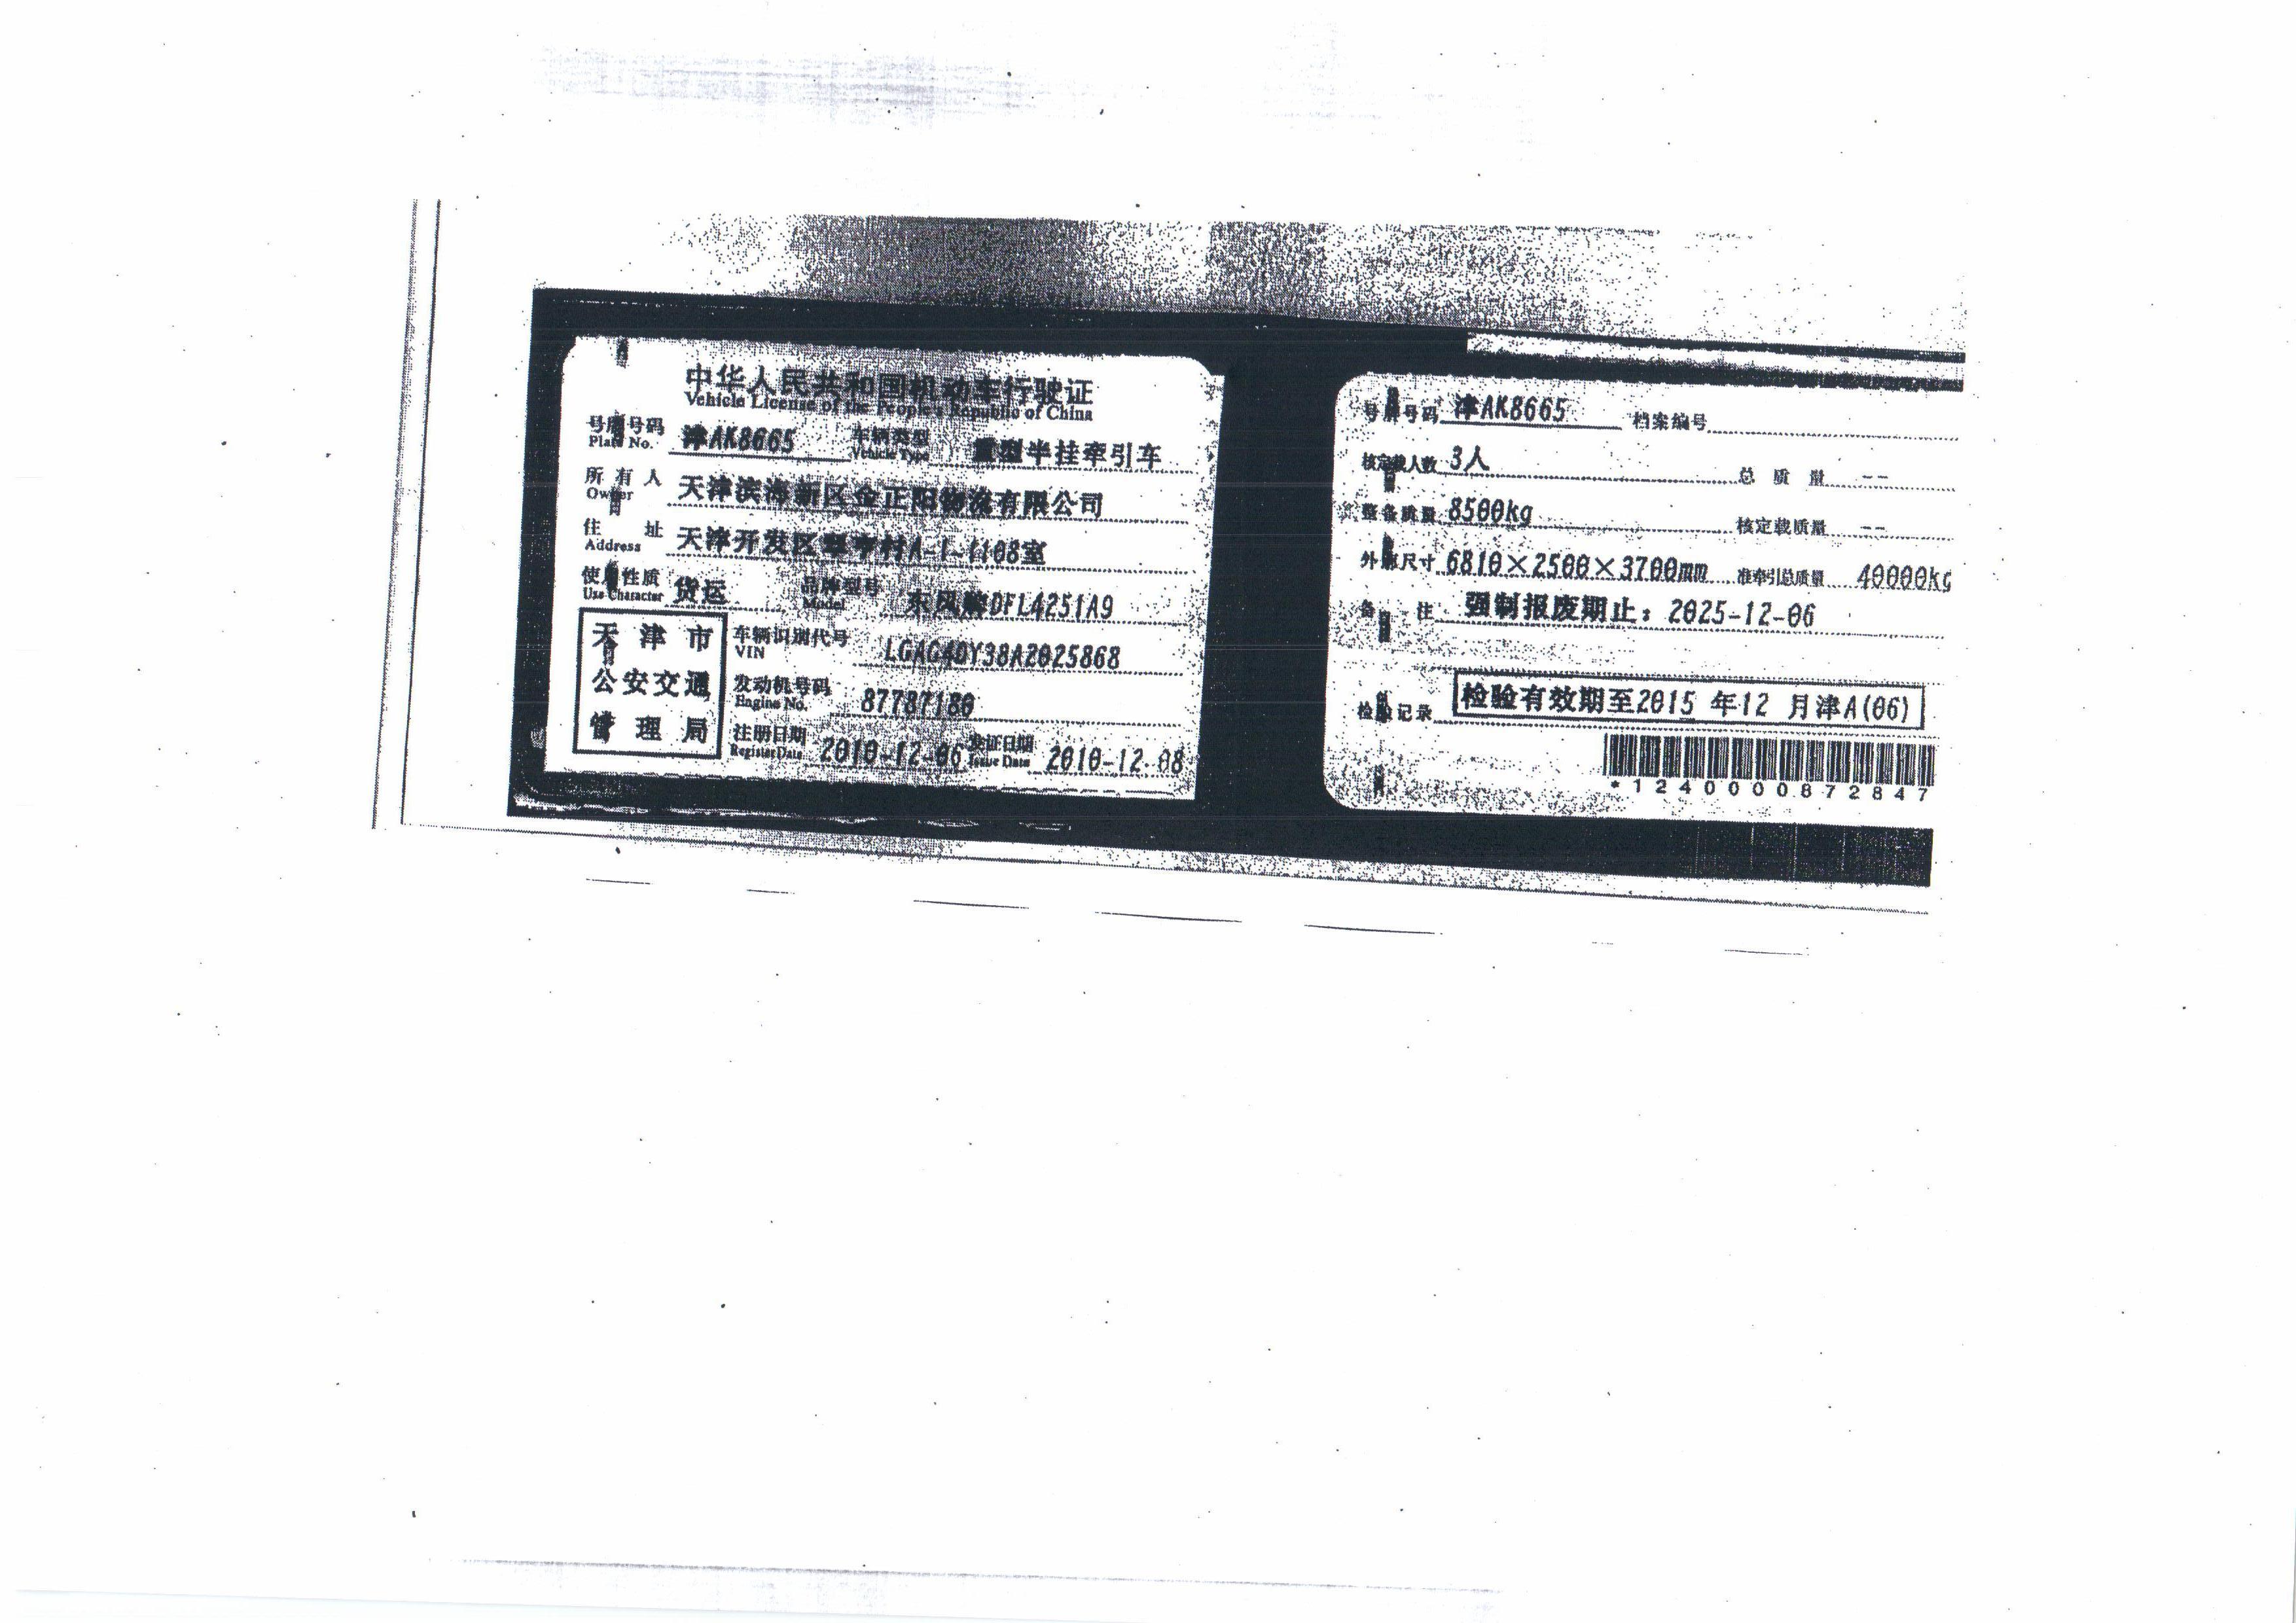 中华人民共和国机动车行驶证
Vehicle License of the People's Republic of China
号牌号码 津AK8665 车辆类型 重型半挂牵引车
Plate No. Vehicle Type
所有人 天津滨海新区金正阳物流有限公司
Owner
住址 天津开发区翠亨村A-1-1108室
Address
使用性质 货运 品牌型号 东风牌DFL4251A9
Use Character Model
天津市
公安交通
管理局
车辆识别代号 LGAG4DY38A2025868
VIN
发动机号码 87787180
Engine No.
注册日期 2010-12-06 发证日期 2010-12-08
Register Date Issue Date
号牌号码 津AK8665 档案编号
核定载人数 3人 总质量 --
整备质量 8500kg 核定载质量 --
外廓尺寸 6810×2500×3700mm 准牵引总质量 40000kg
备注 强制报废期止：2025-12-06
检验记录 检验有效期至2015年12月津A(06)
*1240000872847